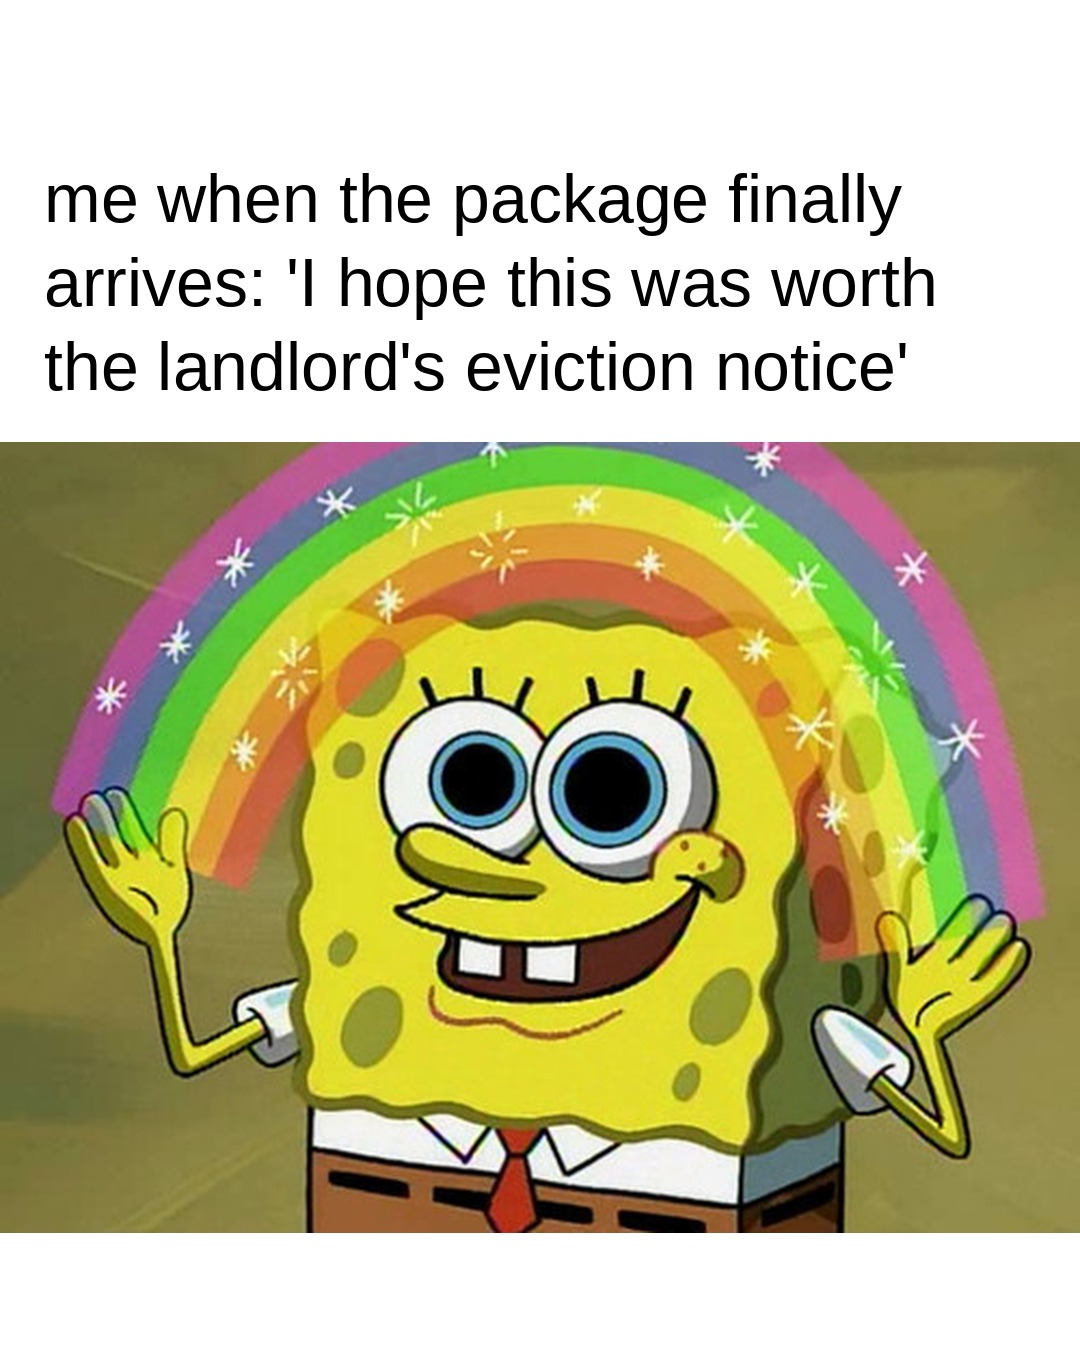 me when the package finally
arrives: 'I hope this was worth
the landlord's eviction notice'